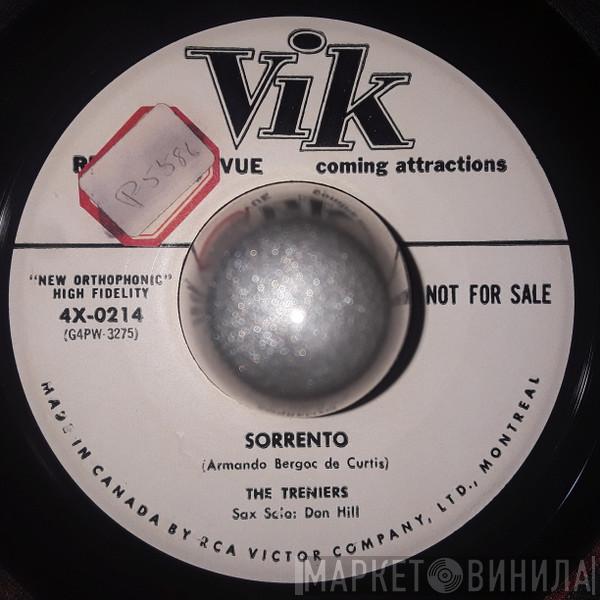 Vik
VUE coming attractions
P5586
"NEW ORTHOPHONIC"
HIGH FIDELITY
4X-0214
(G4PW-3275)
NOT FOR SALE
SORRENTO
(Armando Bergoc de Curtis)
THE TRENIERS
Sax Solo: Don Hill
MADE IN CANADA BY RCA VICTOR COMPANY, LTD., MONTREAL
МАРКЕТ ВИНИЛА